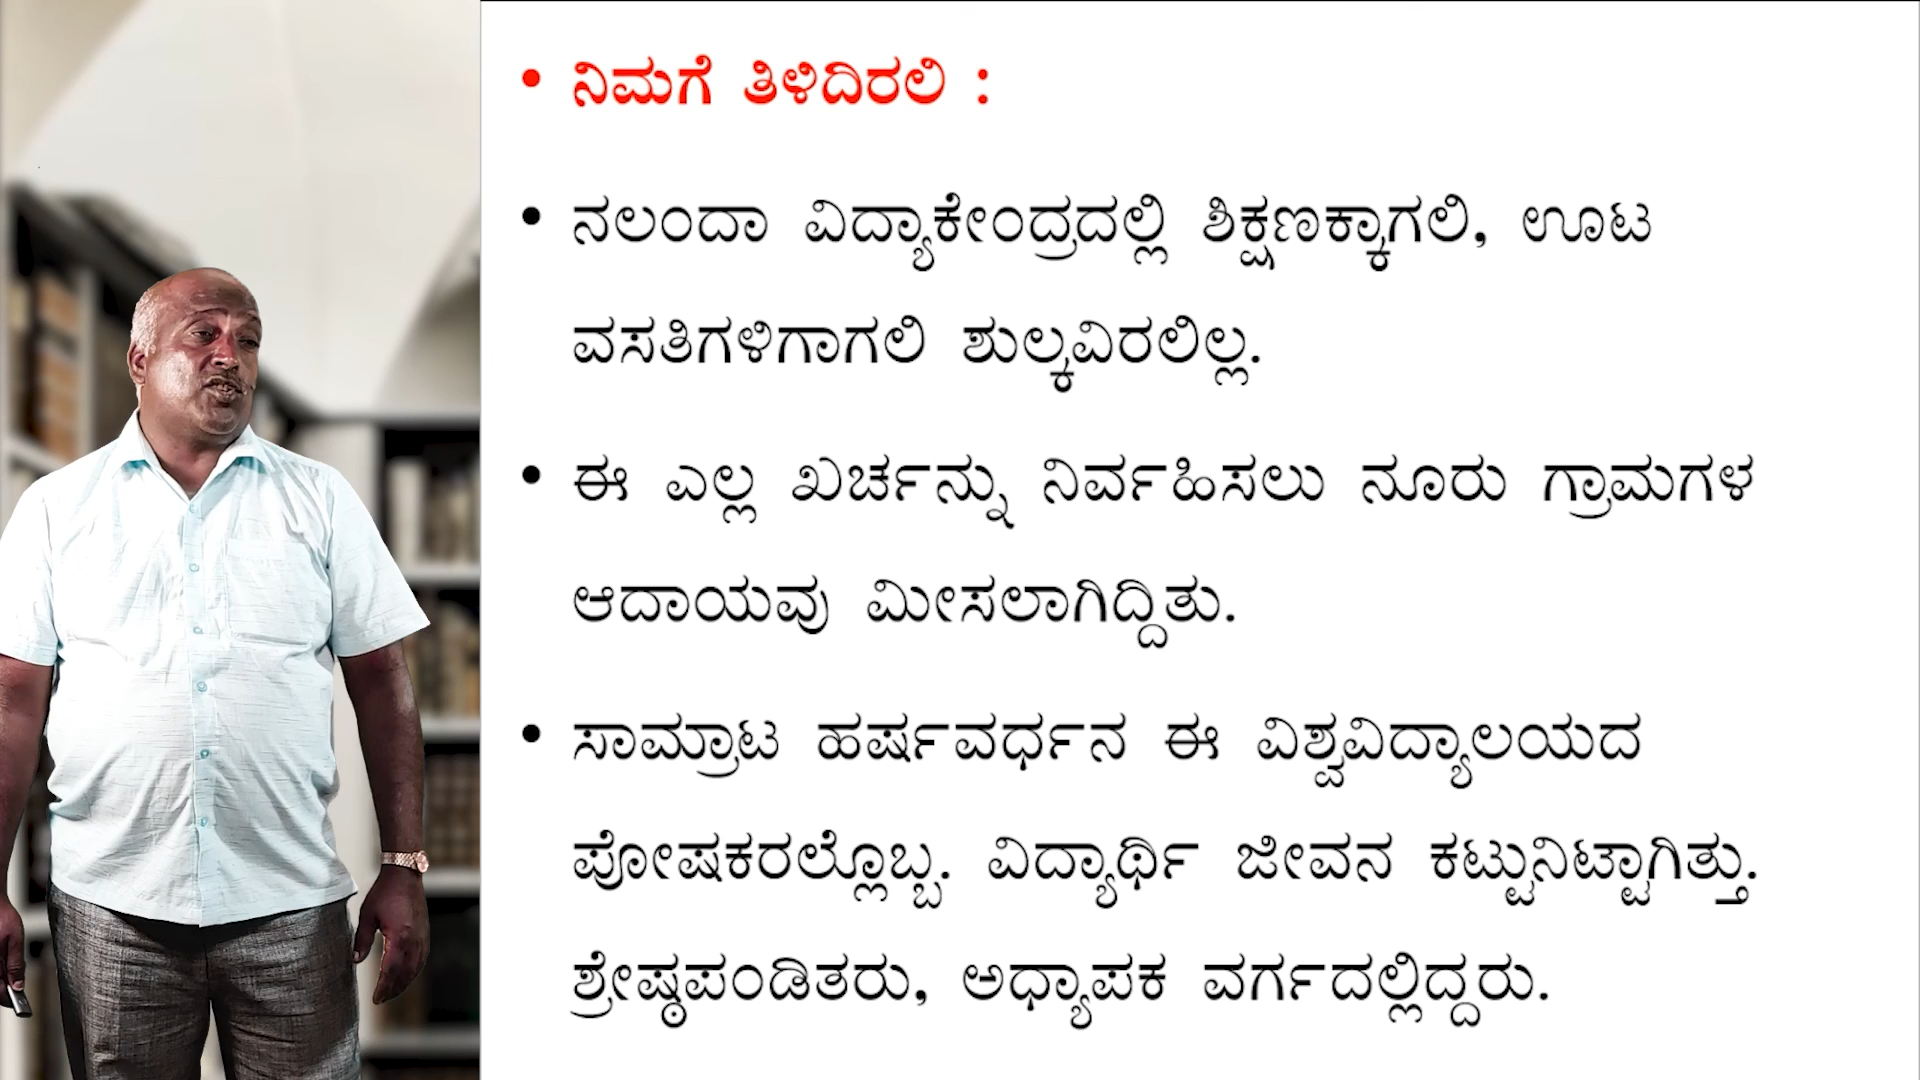 • ನಿಮಗೆ ತಿಳಿದಿರಲಿ :
• ನಲಂದಾ ವಿದ್ಯಾಕೇಂದ್ರದಲ್ಲಿ ಶಿಕ್ಷಣಕ್ಕಾಗಲಿ, ಊಟ
ವಸತಿಗಳಿಗಾಗಲಿ ಶುಲ್ಕವಿರಲಿಲ್ಲ.
• ಈ ಎಲ್ಲ ಖರ್ಚನ್ನು ನಿರ್ವಹಿಸಲು ನೂರು ಗ್ರಾಮಗಳ
ಆದಾಯವು ಮೀಸಲಾಗಿದ್ದಿತು.
• ಸಾಮ್ರಾಟ ಹರ್ಷವರ್ಧನ ಈ ವಿಶ್ವವಿದ್ಯಾಲಯದ
ಪೋಷಕರಲ್ಲೊಬ್ಬ. ವಿದ್ಯಾರ್ಥಿ ಜೀವನ ಕಟ್ಟುನಿಟ್ಟಾಗಿತ್ತು.
ಶ್ರೇಷ್ಠಪಂಡಿತರು, ಅಧ್ಯಾಪಕ ವರ್ಗದಲ್ಲಿದ್ದರು.